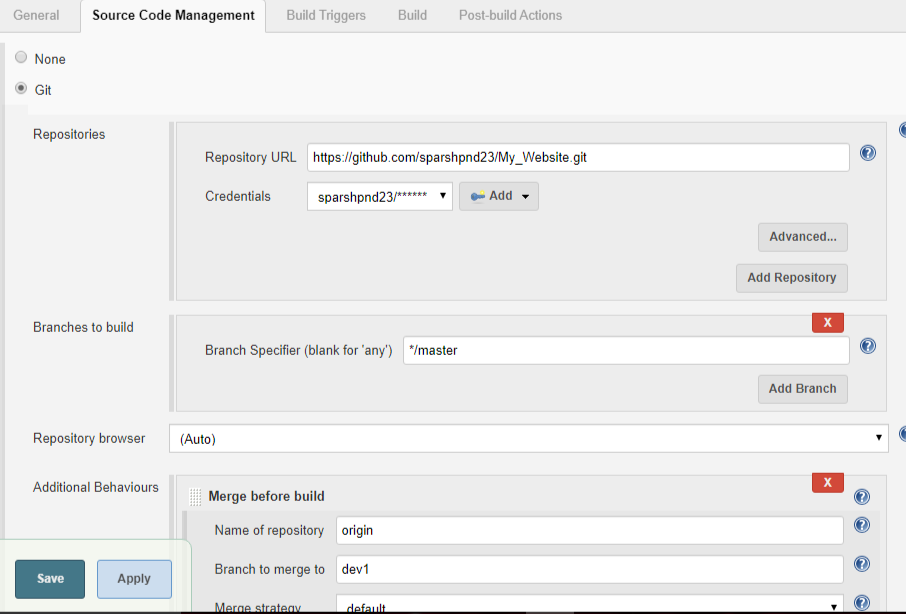 General Source Code Management Build Triggers Build Post-build Actions
None
Git
Repositories
Repository URL https://github.com/sparshpnd23/My_Website.git
Credentials sparshpnd23/****** Add
Advanced...
Add Repository
Branches to build
X
Branch Specifier (blank for 'any') */master
Add Branch
Repository browser (Auto)
Additional Behaviours
X
Merge before build
Name of repository origin
Branch to merge to dev1
Merge strategy default
Save Apply